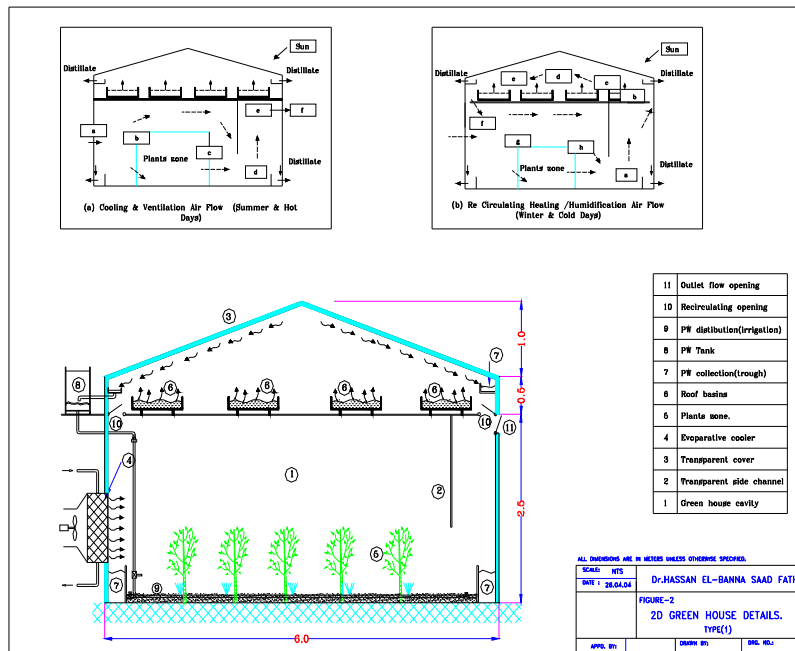 Sun
Distillate
Distillate
a
b
c
d
e
f
Plants zone
Distillate
(a) Cooling & Ventilation Air Flow (Summer & Hot
Days)
Sun
Distillate
Distillate
e
d
c
b
f
g
h
a
Plants zone
Distillate
(b) Re Circulating Heating /Humidification Air Flow
(Winter & Cold Days)
11 Outlet flow opening
10 Recirculating opening
9 PW distibution(irrigation)
8 PW Tank
7 PW collection(trough)
6 Roof basins
5 Plants zone.
4 Evoparative cooler
3 Transparent cover
2 Transparent side channel
1 Green house cavity
3
7
8
6
6
6
6
10
10
11
4
1
2
5
7
9
7
1.0
0.5
2.5
6.0
ALL DIMENSIONS ARE IN METERS UNLESS OTHERWISE SPECIFIED.
SCALE: NTS
DATE : 26.04.04
Dr.HASSAN EL-BANNA SAAD FATH
FIGURE-2
2D GREEN HOUSE DETAILS.
TYPE(1)
APPD. BY:
DRAWN BY:
DRG. NO.: